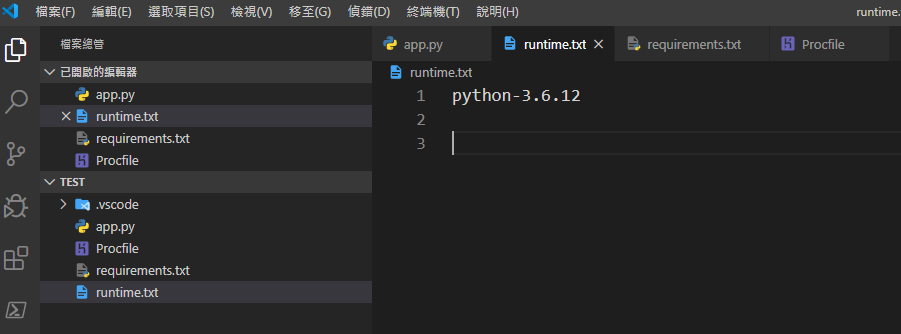 檔案(F) 編輯(E) 選取項目(S) 檢視(V) 移至(G) 偵錯(D) 終端機(T) 說明(H) runtime.
檔案總管
已開啟的編輯器
app.py
runtime.txt
requirements.txt
Procfile
TEST
.vscode
app.py
Procfile
requirements.txt
runtime.txt
app.py runtime.txt requirements.txt Procfile
runtime.txt
1 python-3.6.12
2
3